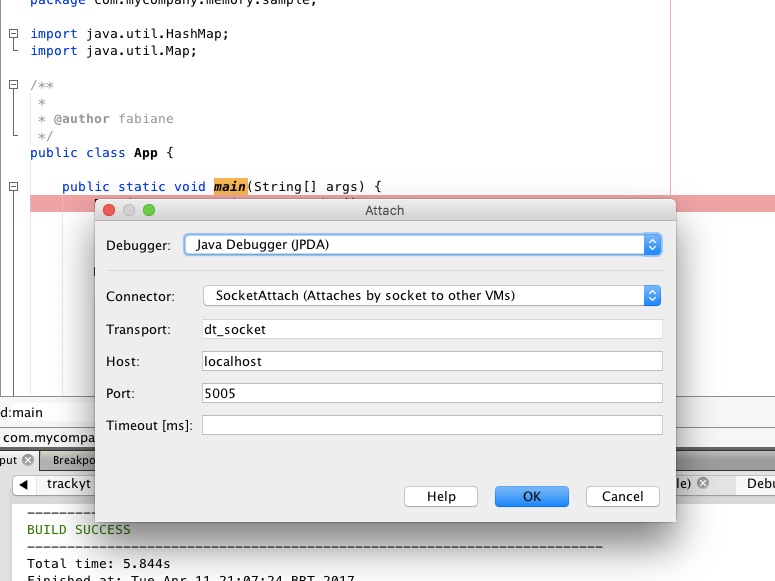 package com.mycompany.memory.sample;
import java.util.HashMap;
import java.util.Map;
/**
*
* @author fabiane
*/
public class App {
public static void main(String[] args) {
Attach
Debugger: Java Debugger (JPDA)
Connector: SocketAttach (Attaches by socket to other VMs)
Transport: dt_socket
Host: localhost
Port: 5005
Timeout [ms]:
d:main
com.mycompa
put Breakpo
trackyt le) Debu
Help OK Cancel
BUILD SUCCESS
Total time: 5.844s
Finished at: Tue Apr 11 21:07:24 BRT 2017